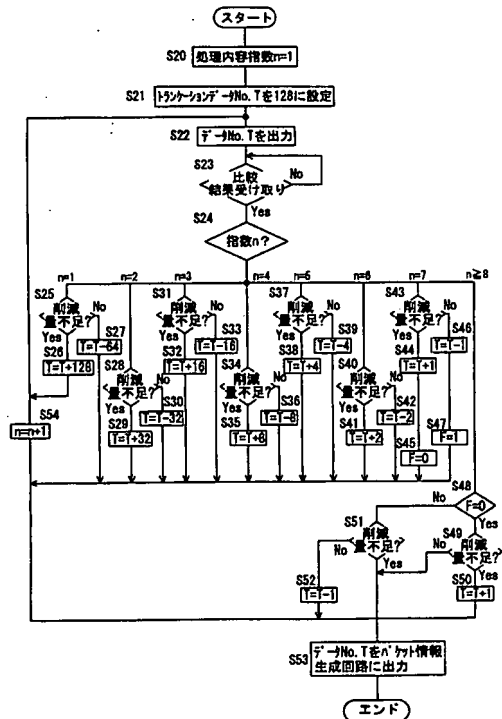 スタート
S20
処理内容指数n=1
S21
トランケーションデータNo. Tを128に設定
S22
データNo. Tを出力
S23
比較
結果受け取り
No
Yes
S24
指数n?
n=1
n=2
n=3
n=4
n=5
n=6
n=7
n≧8
S25
削減
量不足?
Yes
No
S26
T=T+128
S27
T=T-64
S28
削減
量不足?
Yes
No
S29
T=T+32
S30
T=T-32
S31
削減
量不足?
Yes
No
S32
T=T+16
S33
T=T-16
S34
削減
量不足?
Yes
No
S35
S36
T=T-8
S37
削減
量不足?
Yes
No
S38
T=T+4
S39
T=T-4
S40
削減
量不足?
Yes
No
S41
T=T+2
S42
T=T-2
S43
削減
量不足?
Yes
No
S44
T=T+1
S45
F=0
S46
T=T-1
S47
F=1
S54
n=n+1
S48
F=0
No
Yes
S49
削減
量不足?
No
Yes
S50
T=T+1
S51
削減
量不足?
No
Yes
S52
T=T-1
S53
データNo. Tをパケット情報
生成回路に出力
エンド